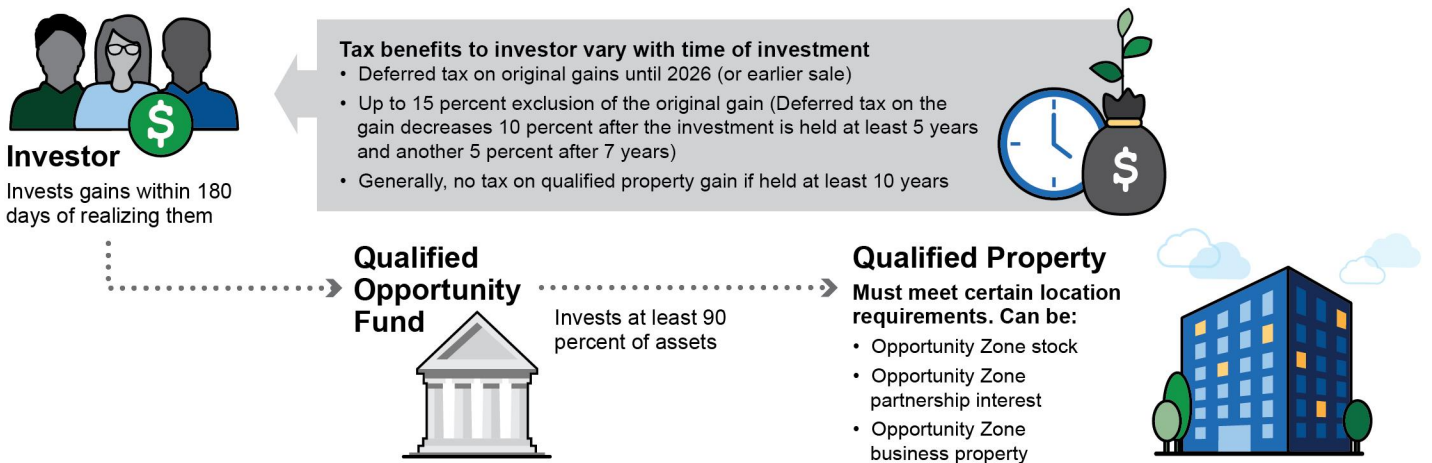 Tax benefits to investor vary with time of investment
• Deferred tax on original gains until 2026 (or earlier sale)
• Up to 15 percent exclusion of the original gain (Deferred tax on the
gain decreases 10 percent after the investment is held at least 5 years
and another 5 percent after 7 years)
• Generally, no tax on qualified property gain if held at least 10 years
$
$
Investor
Invests gains within 180
days of realizing them
Qualified
Opportunity
Fund
Invests at least 90
percent of assets
Qualified Property
Must meet certain location
requirements. Can be:
• Opportunity Zone stock
• Opportunity Zone
partnership interest
• Opportunity Zone
business property